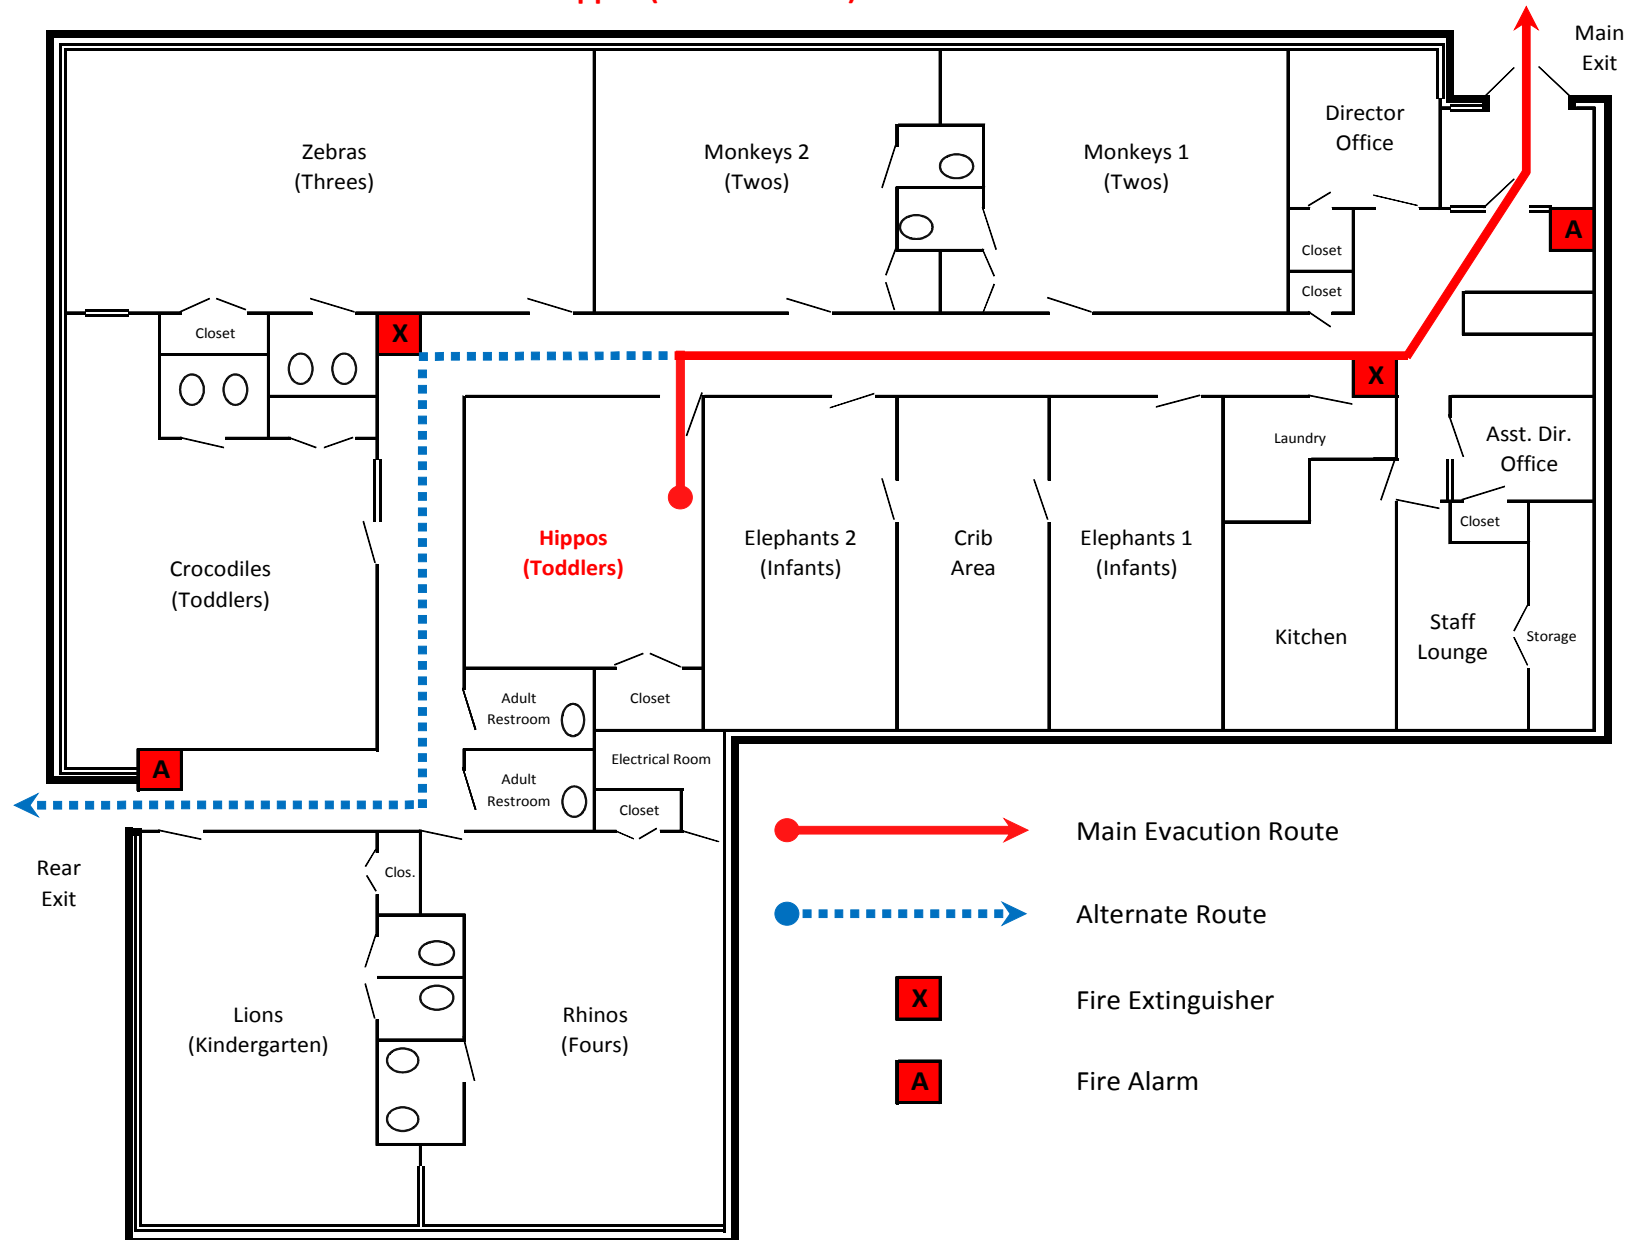 Main
Exit
Director
Office
Zebras
(Threes)
Monkeys 2
(Twos)
Monkeys 1
(Twos)
A
Closet
Closet
Closet
X
X
Laundry
Asst. Dir.
Office
Closet
Hippos
(Toddlers)
Elephants 2
(Infants)
Crib
Area
Elephants 1
(Infants)
Crocodiles
(Toddlers)
Kitchen
Staff
Lounge
Storage
Adult
Restroom
Closet
Electrical Room
A
Adult
Restroom
Closet
Rear
Exit
Clos.
Lions
(Kindergarten)
Rhinos
(Fours)
Main Evacution Route
Alternate Route
X
Fire Extinguisher
A
Fire Alarm